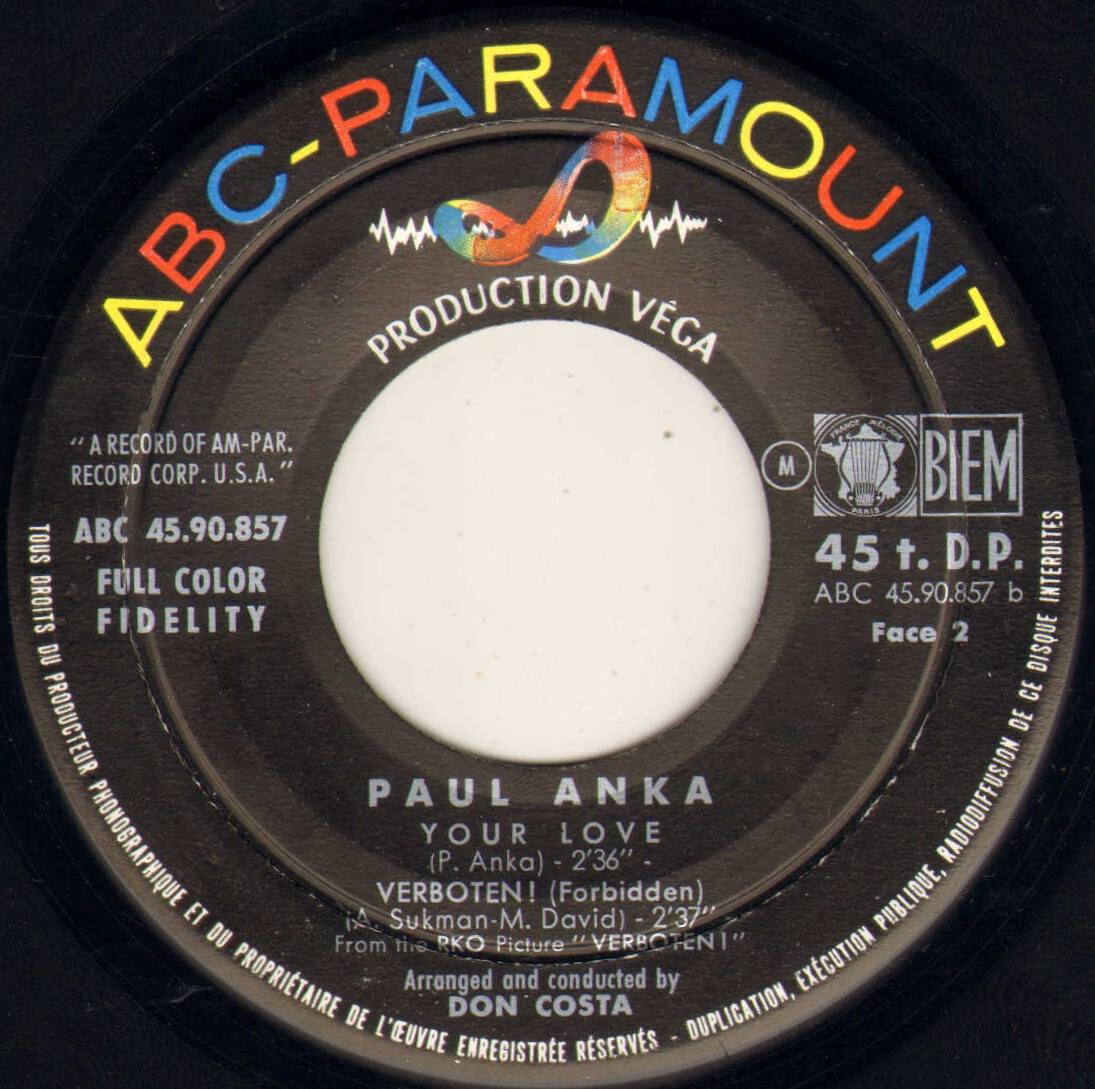 ABC-PARAMOUNT
PRODUCTION VÉGA
" A RECORD OF AM-PAR.
RECORD CORP. U.S.A. "
ABC 45.90.857
FULL COLOR
FIDELITY
M
FRANCE MÉLODIE
PARIS
BIEM
45 t. D.P.
ABC 45.90.857 b
Face 2
PAUL ANKA
YOUR LOVE
(P. Anka) - 2'36" -
VERBOTEN! (Forbidden)
(A. Sukman-M. David) - 2'37"
From the RKO Picture "VERBOTEN!"
Arranged and conducted by
DON COSTA
TOUS DROITS DU PRODUCTEUR PHONOGRAPHIQUE ET DU PROPRIÉTAIRE DE L'ŒUVRE ENREGISTRÉE RÉSERVÉS - DUPLICATION, EXÉCUTION PUBLIQUE, RADIODIFFUSION DE CE DISQUE INTERDITES